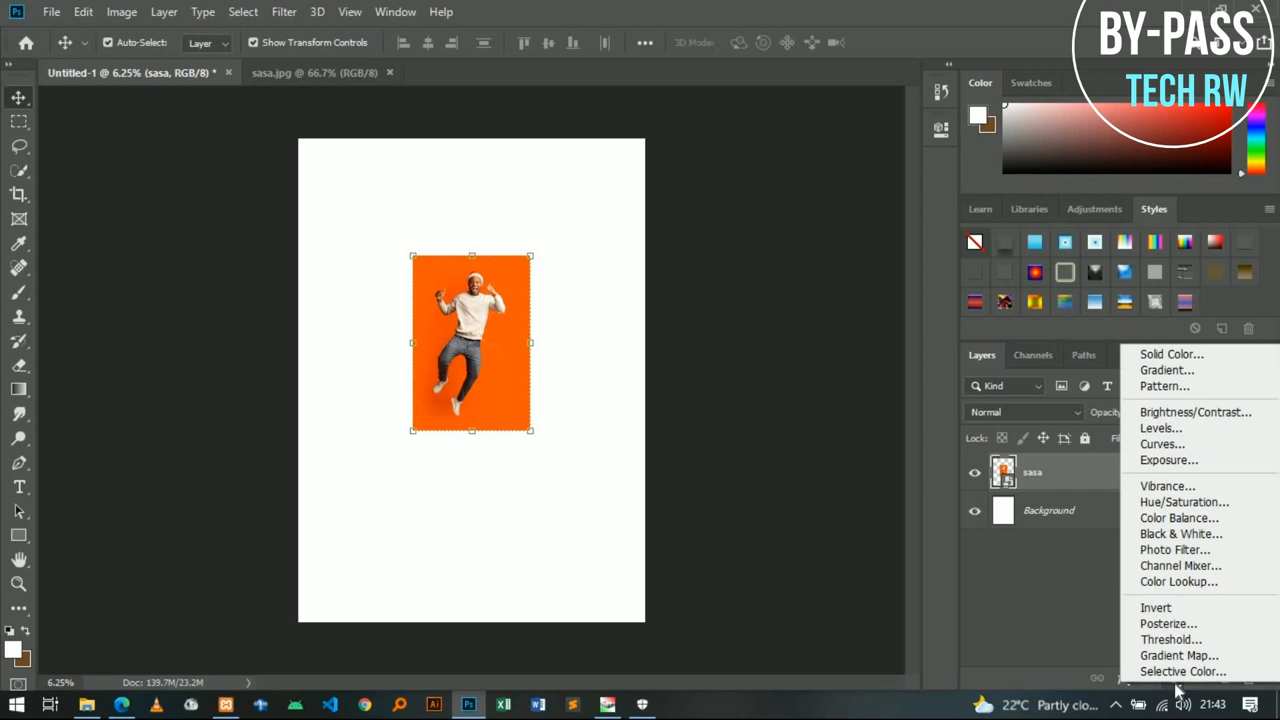 Ps File Edit Image Layer Type Select Filter 3D View Window Help
Auto-Select: Layer Show Transform Controls 3D Mode:
Untitled-1 @ 6.25% (sasa, RGB/8) * sasa.jpg @ 66.7% (RGB/8)
BY-PASS
TECH RW
Color Swatches
Learn Libraries Adjustments Styles
Layers Channels Paths
Kind
Normal Opacity
Lock:
sasa
Background
Solid Color...
Gradient...
Pattern...
Brightness/Contrast...
Levels...
Curves...
Exposure...
Vibrance...
Hue/Saturation...
Color Balance...
Black & White...
Photo Filter...
Channel Mixer...
Color Lookup...
Invert
Posterize...
Threshold...
Gradient Map...
Selective Color...
6.25% Doc: 139.7M/23.2M
Ai Ps 22°C Partly clo... 21:43